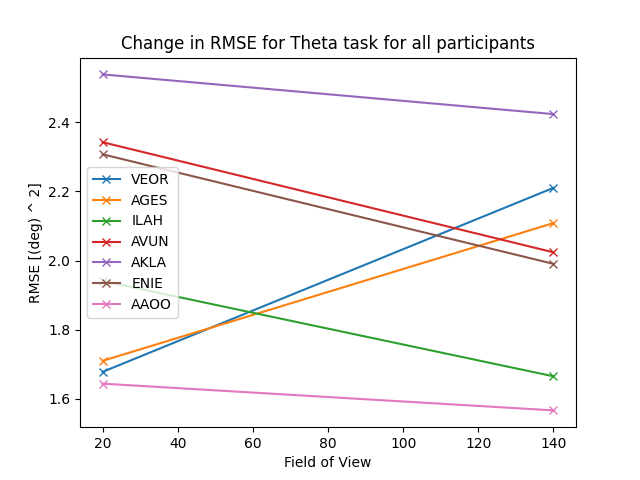 Change in RMSE for Theta task for all participants
RMSE [(deg) ^ 2]
2.4
2.2
2.0
1.8
1.6
VEOR
AGES
ILAH
AVUN
AKLA
ENIE
AAOO
20 40 60 80 100 120 140
Field of View